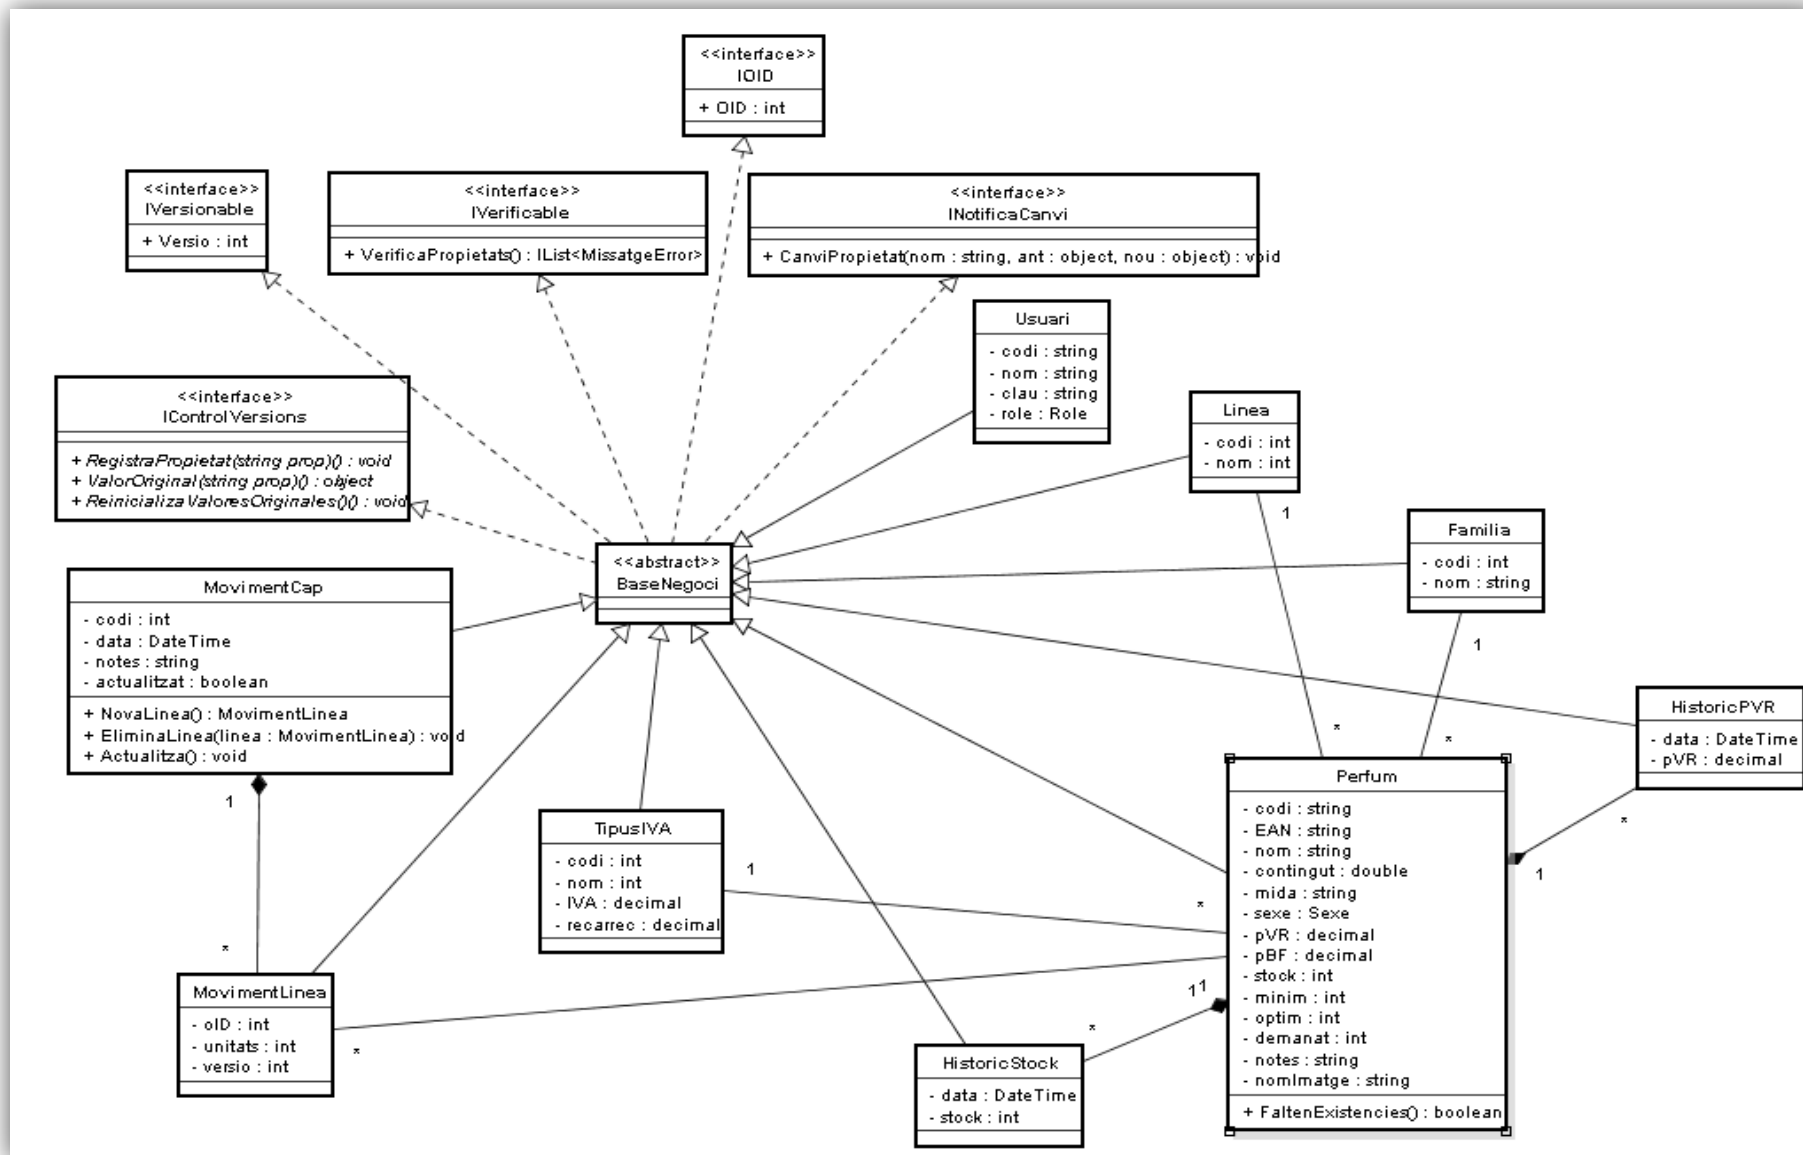 <<interface>>
IOID
+ OID : int
<<interface>>
IVersionable
+ Versio : int
<<interface>>
IVerificable
+ VerificaPropietats() : IList<MissatgeError>
<<interface>>
INotificaCanvi
+ CanviPropietat(nom : string, ant : object, nou : object) : void
Usuari
- codi : string
- nom : string
- clau : string
- role : Role
<<interface>>
IControlVersions
+ RegistraPropietat(string prop)() : void
+ ValorOriginal(string prop)() : object
+ ReinicializaValoresOriginales()() : void
Linea
- codi : int
- nom : int
1
*
Familia
- codi : int
- nom : string
1
*
<<abstract>>
BaseNegoci
MovimentCap
- codi : int
- data : DateTime
- notes : string
- actualitzat : boolean
+ NovaLinea() : MovimentLinea
+ EliminaLinea(linea : MovimentLinea) : void
+ Actualitza() : void
1
*
HistoricPVR
- data : DateTime
- pVR : decimal
*
1
TipusIVA
- codi : int
- nom : int
- IVA : decimal
- recarrec : decimal
1
*
Perfum
- codi : string
- EAN : string
- nom : string
- contingut : double
- mida : string
- sexe : Sexe
- pVR : decimal
- pBF : decimal
- stock : int
- minim : int
- optim : int
- demanat : int
- notes : string
- nomImatge : string
+ FaltenExistencies() : boolean
MovimentLinea
- oID : int
- unitats : int
- versio : int
*
1
1
*
HistoricStock
- data : DateTime
- stock : int